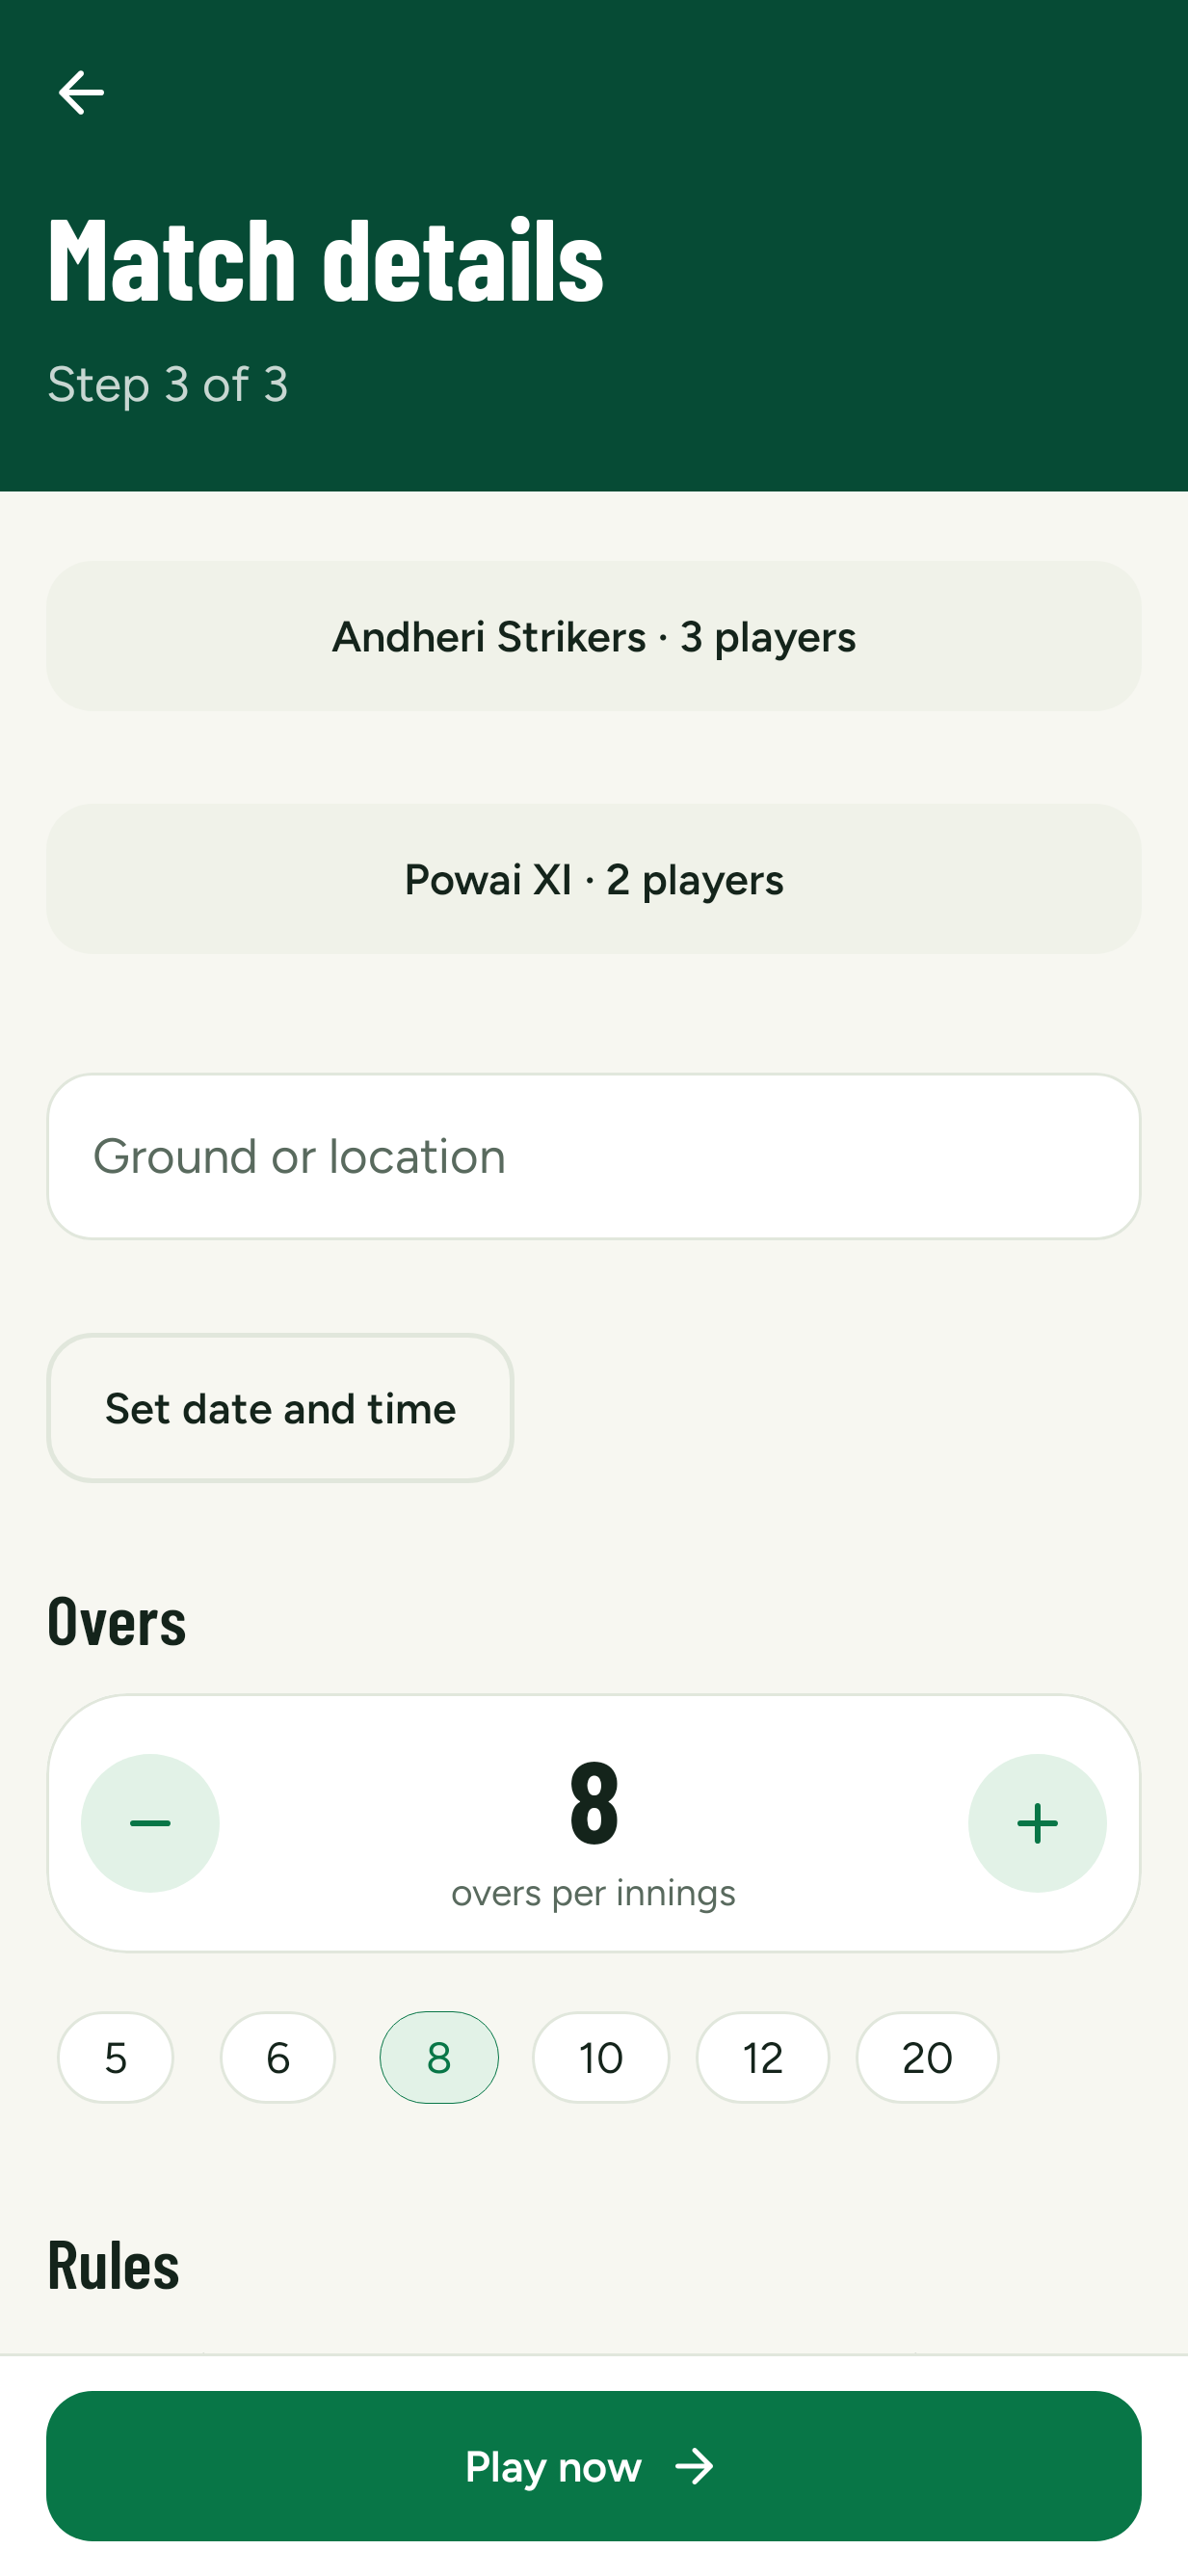 Match details
Step 3 of 3
Andheri Strikers · 3 players
Powai XI · 2 players
Ground or location
Set date and time
Overs
8
overs per innings
5 6 8 10 12 20
Rules
Play now